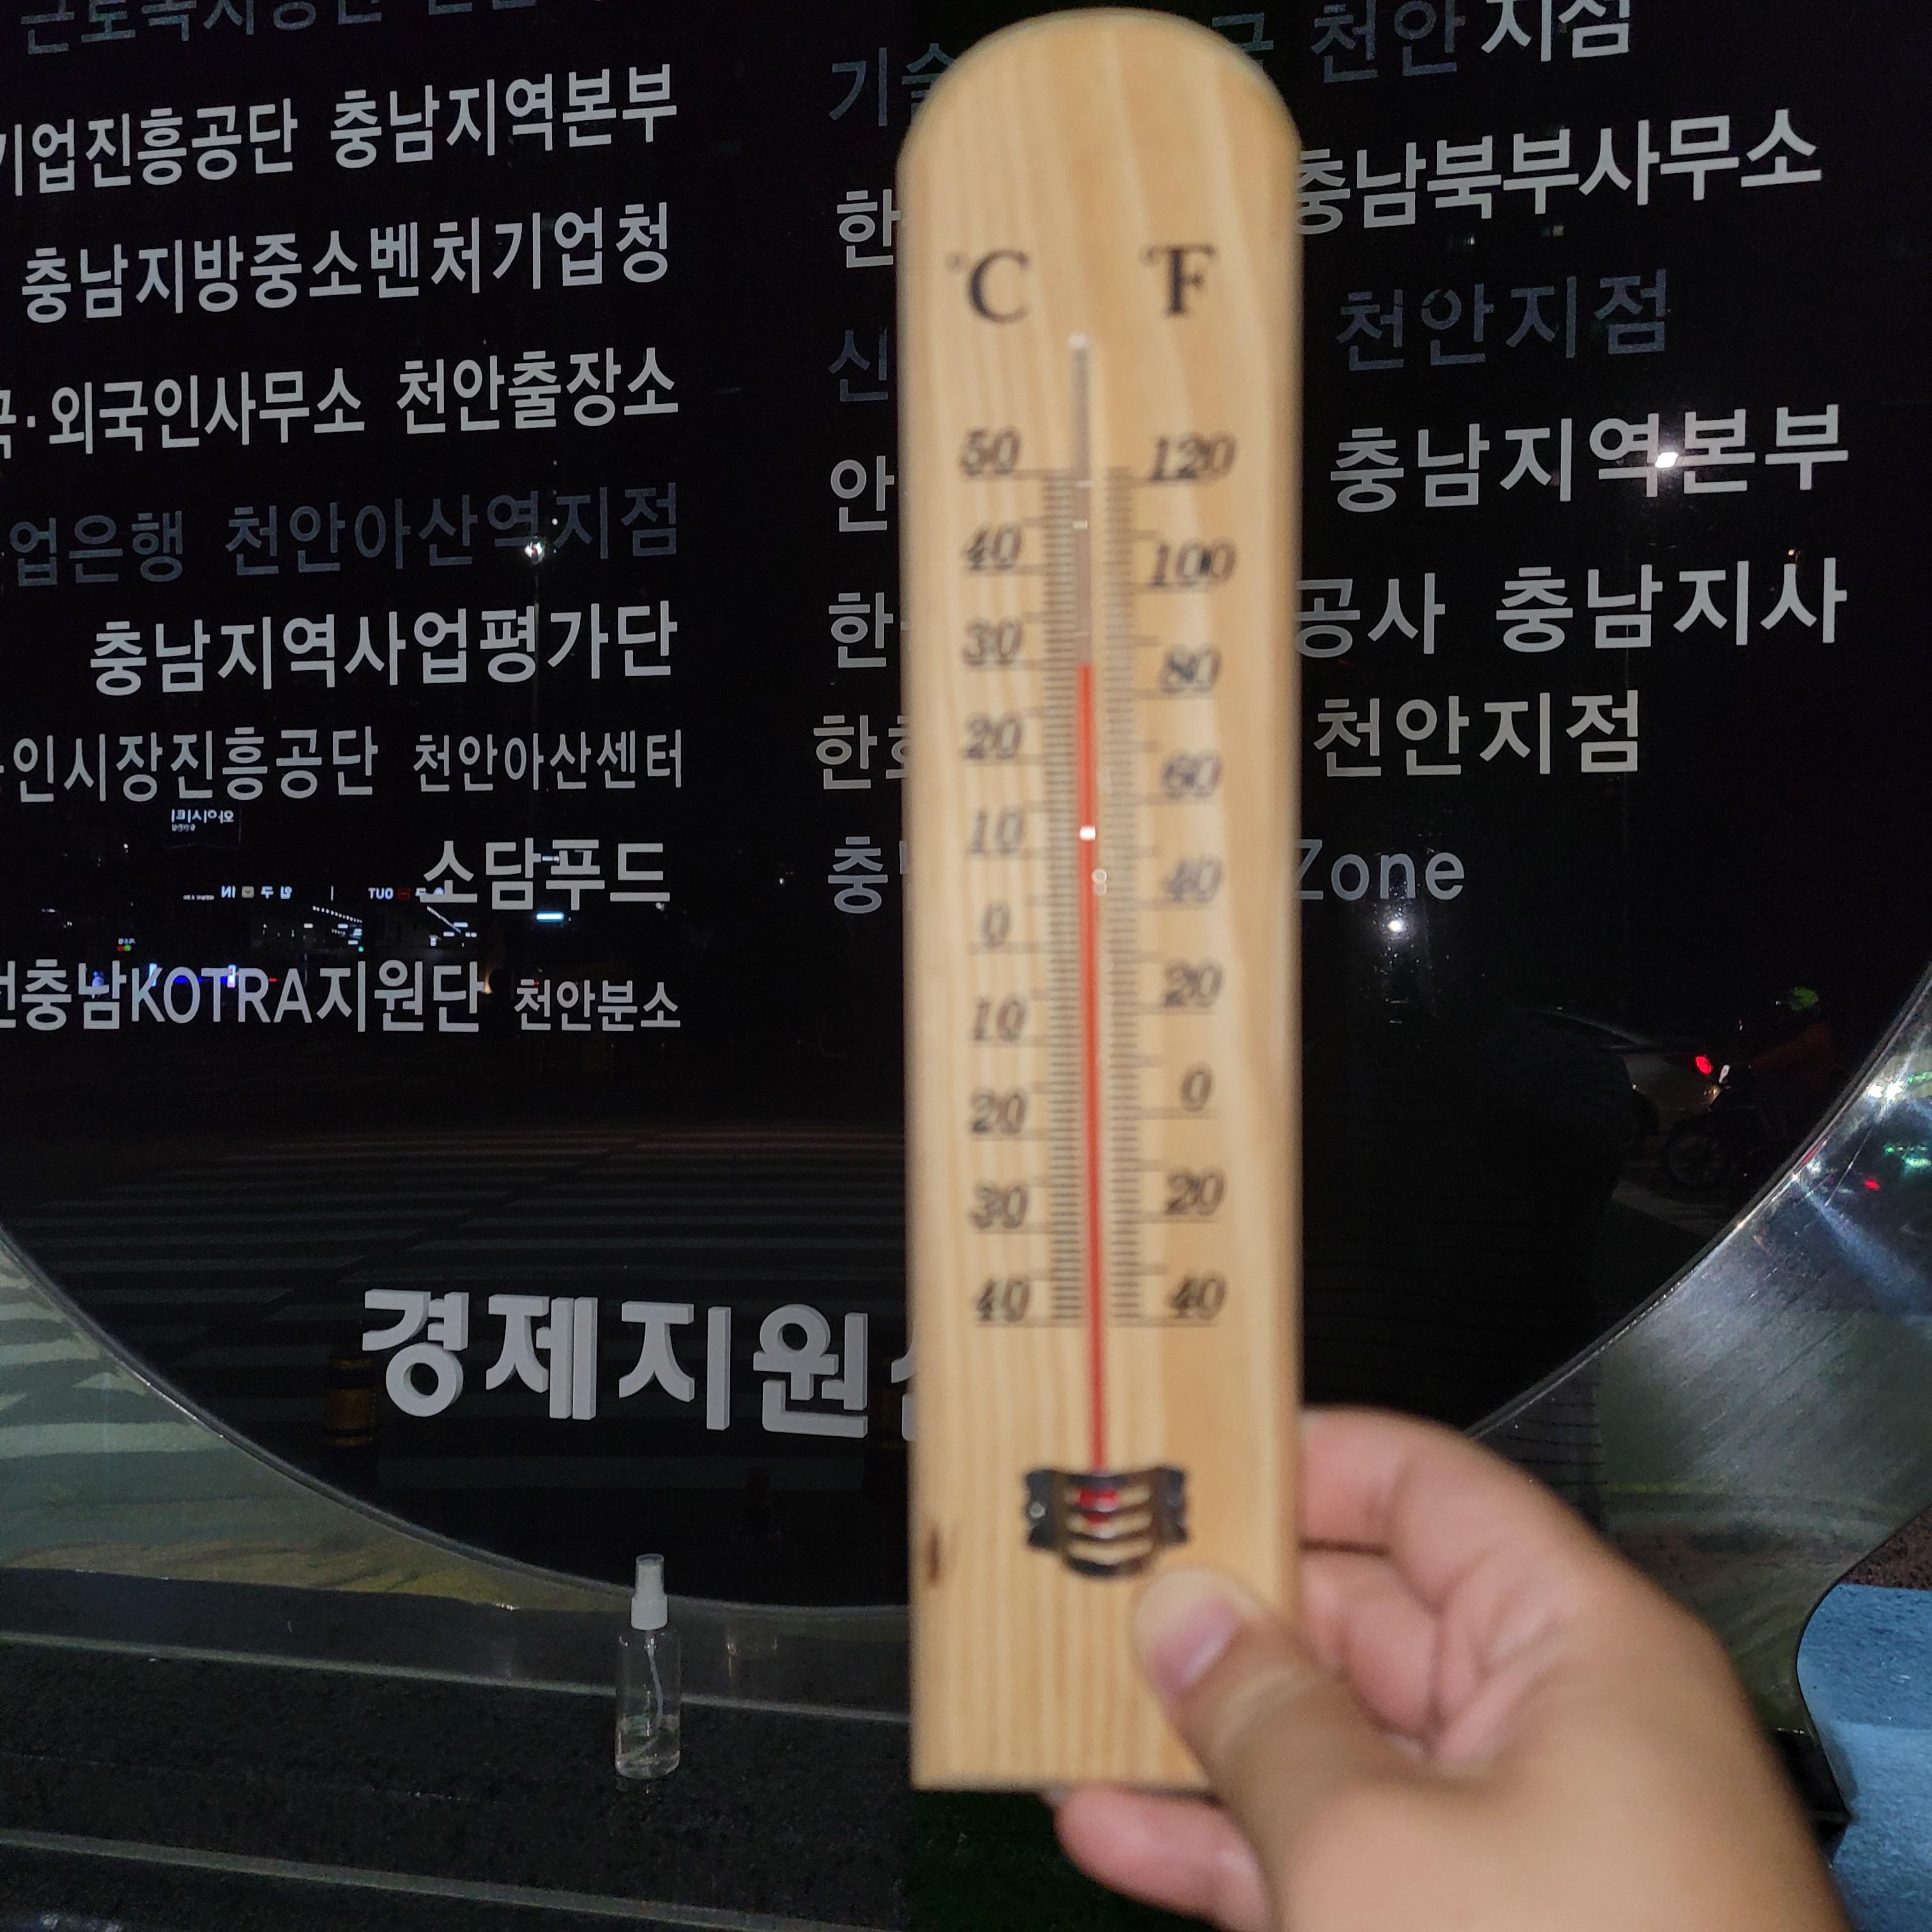 기업진흥공단 충남지역본부
충남지방중소벤처기업청
·외국인사무소 천안출장소
업은행 천안아산역지점
충남지역사업평가단
인시장진흥공단 천안아산센터
소담푸드
충남KOTRA지원단 천안분소
경제지원
천안지점
충남북부사무소
천안지점
충남지역본부
공사 충남지사
천안지점
Zone
°C °F
50 120
40 100
30 80
20 60
10 40
0 20
10 0
20 20
30 40
40